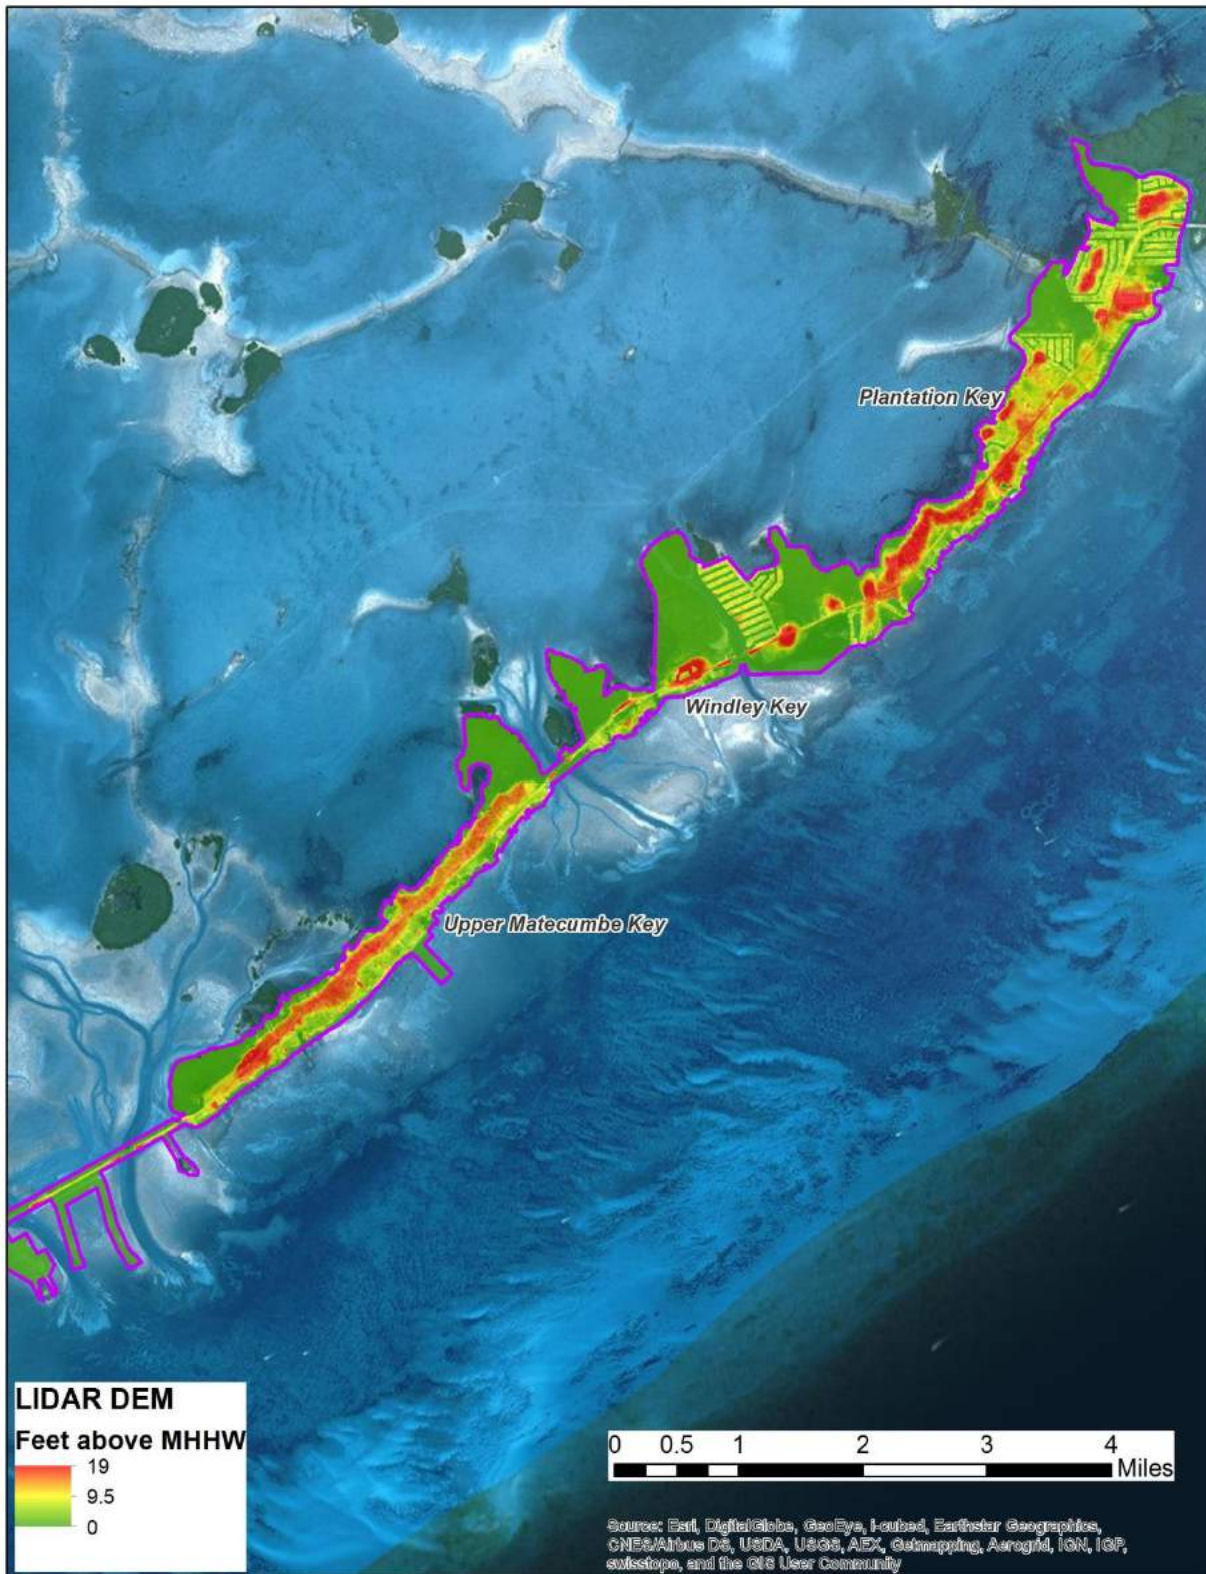 Plantation Key
Windley Key
Upper Matecumbe Key
LIDAR DEM
Feet above MHHW
19
9.5
0
0 0.5 1 2 3 4
Miles
Source: Esri, DigitalGlobe, GeoEye, i-cubed, Earthstar Geographics,
CNES/Airbus DS, USDA, USGS, AEX, Getmapping, Aerogrid, IGN, IGP,
swisstopo, and the GIS User Community